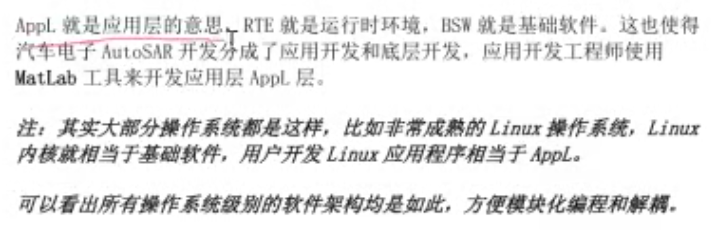 AppL 就是应用层的意思，RTE 就是运行时环境，BSW 就是基础软件。这也使得
汽车电子 AutoSAR 开发分成了应用开发和底层开发，应用开发工程师使用
MatLab 工具来开发应用层 AppL 层。
注：其实大部分操作系统都是这样，比如非常成熟的 Linux 操作系统，Linux
内核就相当于基础软件，用户开发 Linux 应用程序相当于 AppL。
可以看出所有操作系统级别的软件架构均是如此，方便模块化编程和解耦。